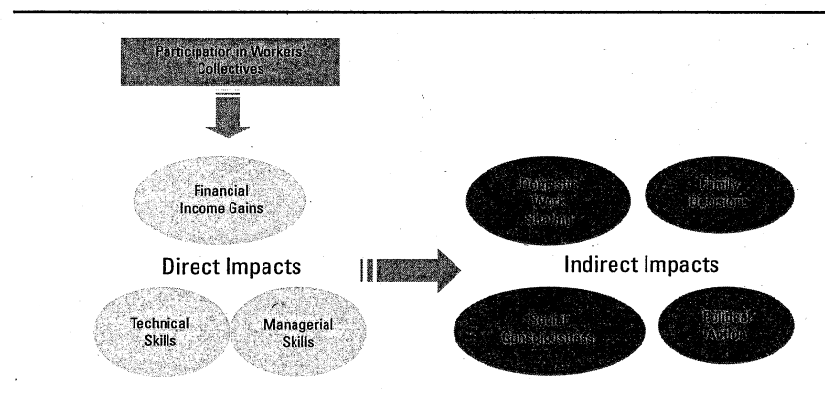 Participation in Workers'
Collectives
Financial
Income Gains
Domestic
Work
Sharing
Family
Decisions
Direct Impacts
Indirect Impacts
Technical
Skills
Managerial
Skills
Social
Consciousness
Political
Action